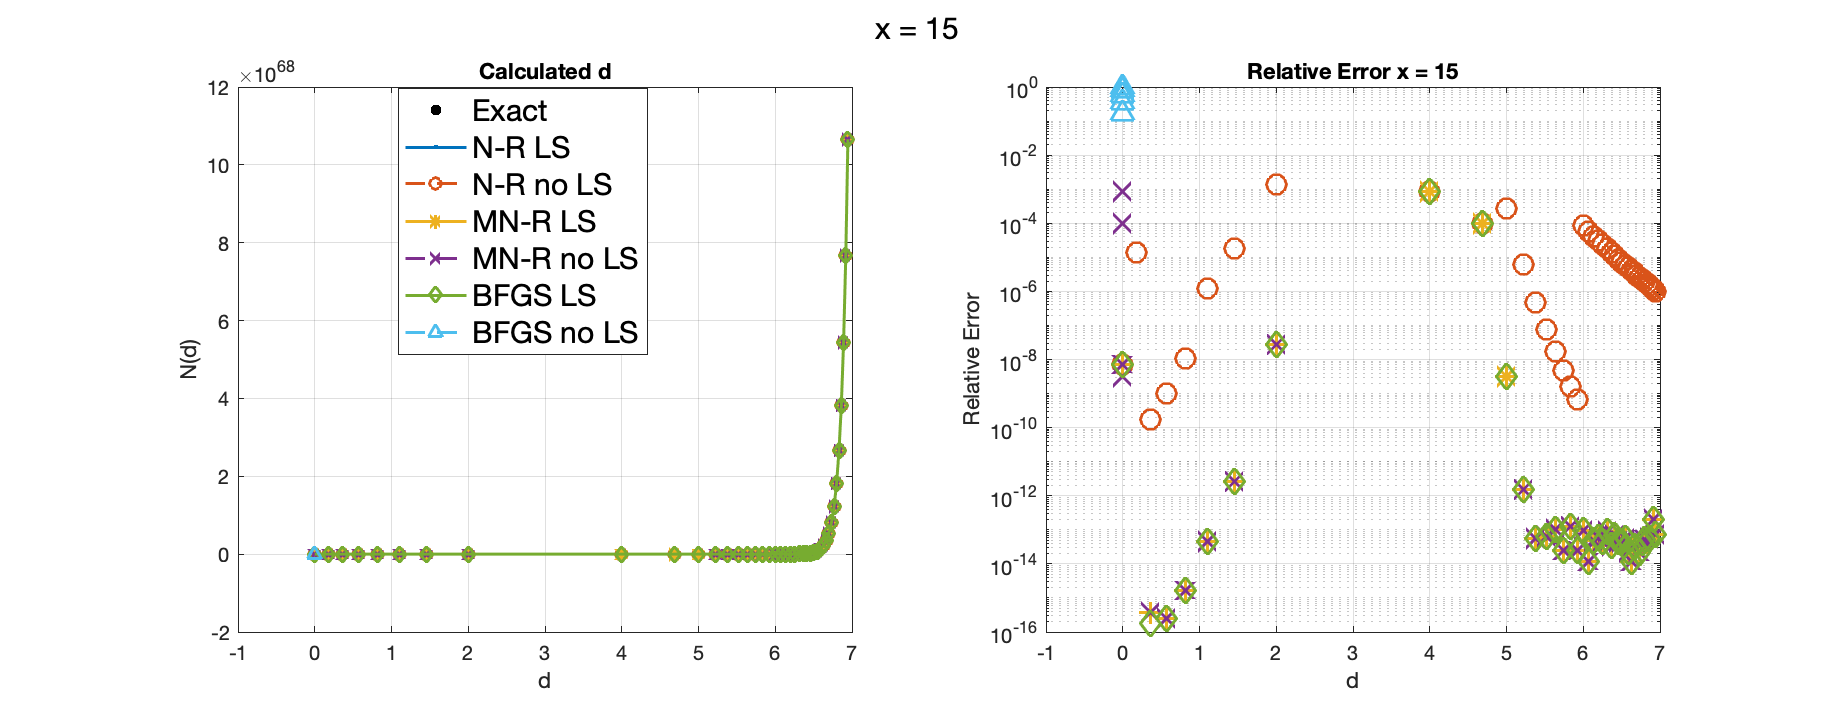 x = 15
Calculated d
×10^68
12
10
8
6
4
2
0
-2
N(d)
-1 0 1 2 3 4 5 6 7
d
Exact
N-R LS
N-R no LS
MN-R LS
MN-R no LS
BFGS LS
BFGS no LS
Relative Error x = 15
10^0
10^-2
10^-4
10^-6
10^-8
10^-10
10^-12
10^-14
10^-16
Relative Error
-1 0 1 2 3 4 5 6 7
d